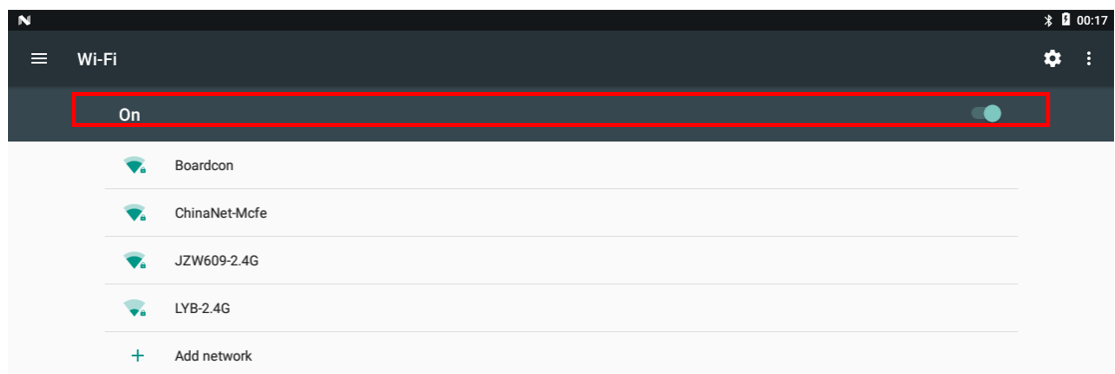 00:17
Wi-Fi
On
Boardcon
ChinaNet-Mcfe
JZW609-2.4G
LYB-2.4G
Add network